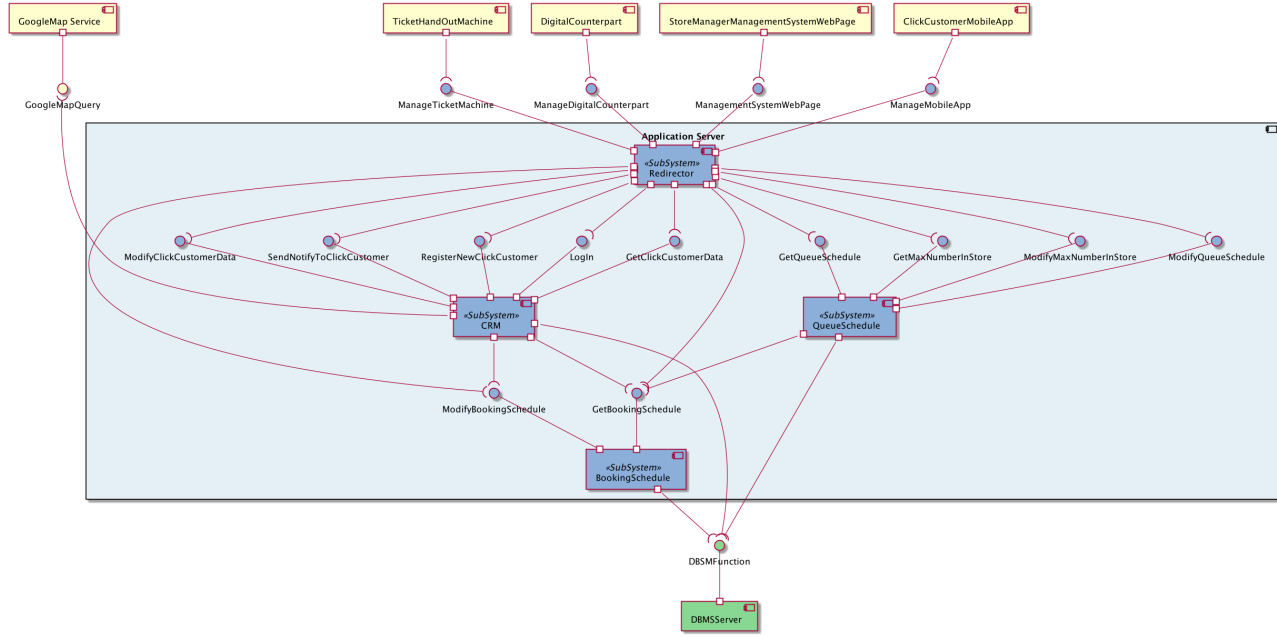 GoogleMap Service
TicketHandOutMachine
DigitalCounterpart
StoreManagerManagementSystemWebPage
ClickCustomerMobileApp
GoogleMapQuery
ManageTicketMachine
ManageDigitalCounterpart
ManagementSystemWebPage
ManageMobileApp
Application Server
«SubSystem»
Redirector
ModifyClickCustomerData
SendNotifyToClickCustomer
RegisterNewClickCustomer
LogIn
GetClickCustomerData
GetQueueSchedule
GetMaxNumberInStore
ModifyMaxNumberInStore
ModifyQueueSchedule
«SubSystem»
CRM
«SubSystem»
QueueSchedule
ModifyBookingSchedule
GetBookingSchedule
«SubSystem»
BookingSchedule
DBSMFunction
DBMSServer